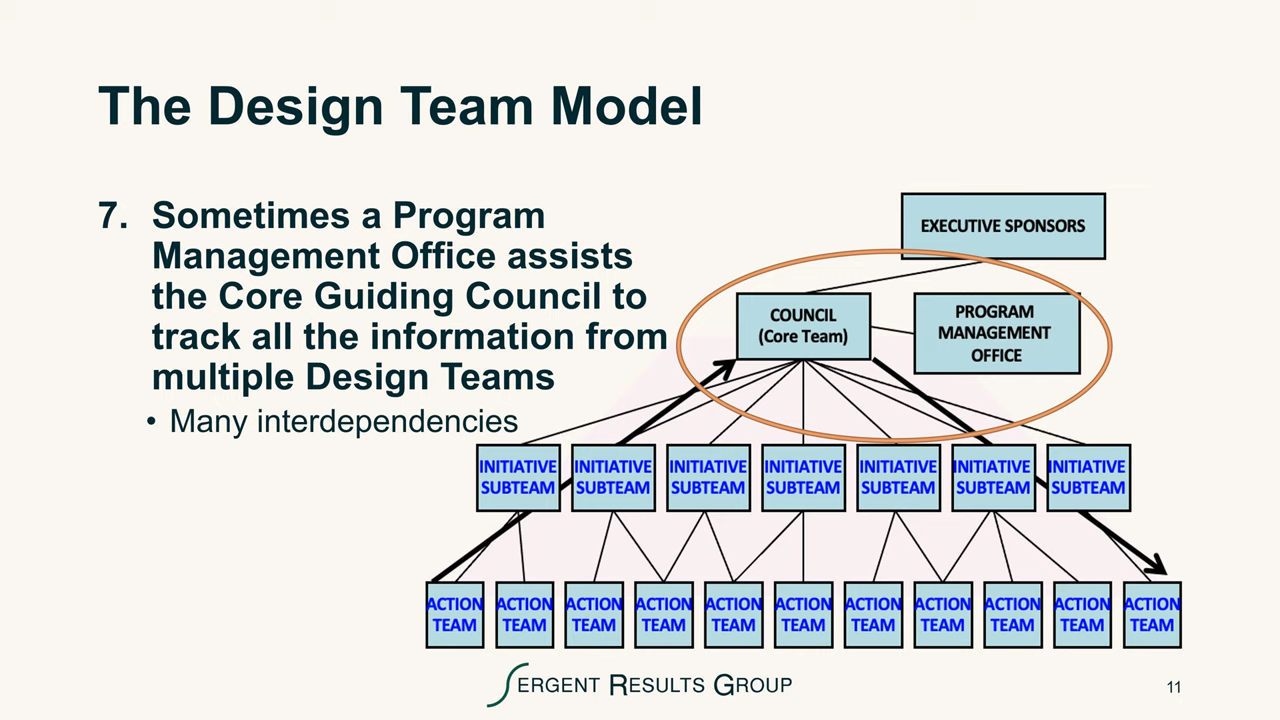 The Design Team Model
7. Sometimes a Program
Management Office assists
the Core Guiding Council to
track all the information from
multiple Design Teams
• Many interdependencies
EXECUTIVE SPONSORS
COUNCIL
(Core Team)
PROGRAM
MANAGEMENT
OFFICE
INITIATIVE
SUBTEAM
INITIATIVE
SUBTEAM
INITIATIVE
SUBTEAM
INITIATIVE
SUBTEAM
INITIATIVE
SUBTEAM
INITIATIVE
SUBTEAM
INITIATIVE
SUBTEAM
ACTION
TEAM
ACTION
TEAM
ACTION
TEAM
ACTION
TEAM
ACTION
TEAM
ACTION
TEAM
ACTION
TEAM
ACTION
TEAM
ACTION
TEAM
ACTION
TEAM
ACTION
TEAM
SERGENT RESULTS GROUP
11